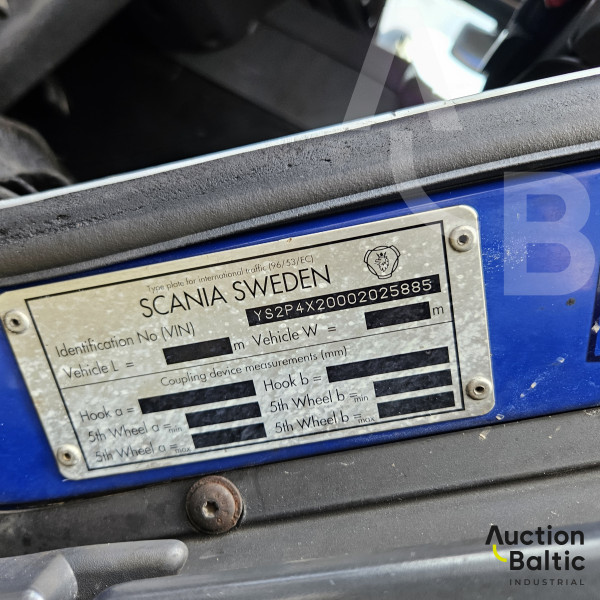 Type plate for international traffic (96/53/EC)
SCANIA SWEDEN
Identification No (VIN) YS2P4X20002025885
Vehicle L = m Vehicle W = m
Coupling device measurements (mm)
Hook a = Hook b =
5th Wheel a =min 5th Wheel b =min
5th Wheel a =max 5th Wheel b =max
B
Auction
Baltic
INDUSTRIAL